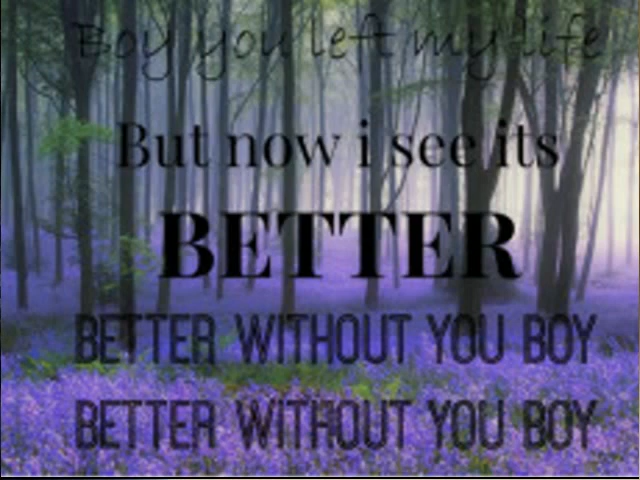 Boy you left my life
But now i see its
BETTER
BETTER WITHOUT YOU BOY
BETTER WITHOUT YOU BOY